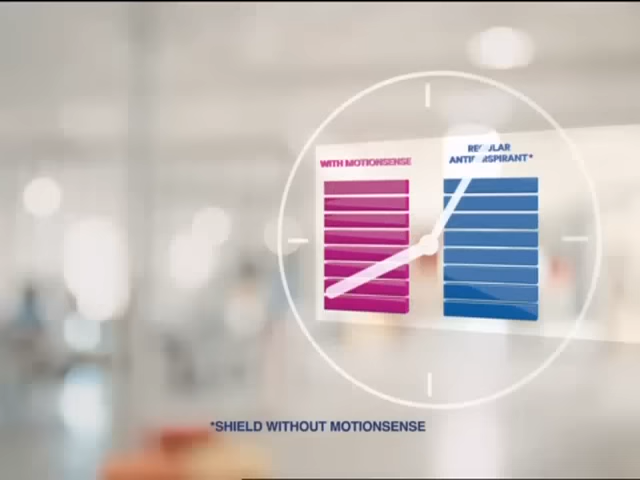 WITH MOTIONSENSE
REGULAR
ANTIPERSPIRANT*
*SHIELD WITHOUT MOTIONSENSE